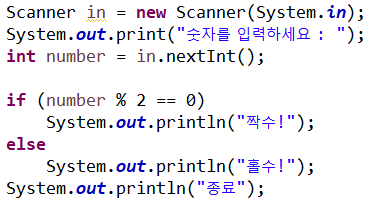 Scanner in = new Scanner(System.in);
System.out.print("숫자를 입력하세요 : ");
int number = in.nextInt();
if (number % 2 == 0)
System.out.println("짝수!");
else
System.out.println("홀수!");
System.out.println("종료");